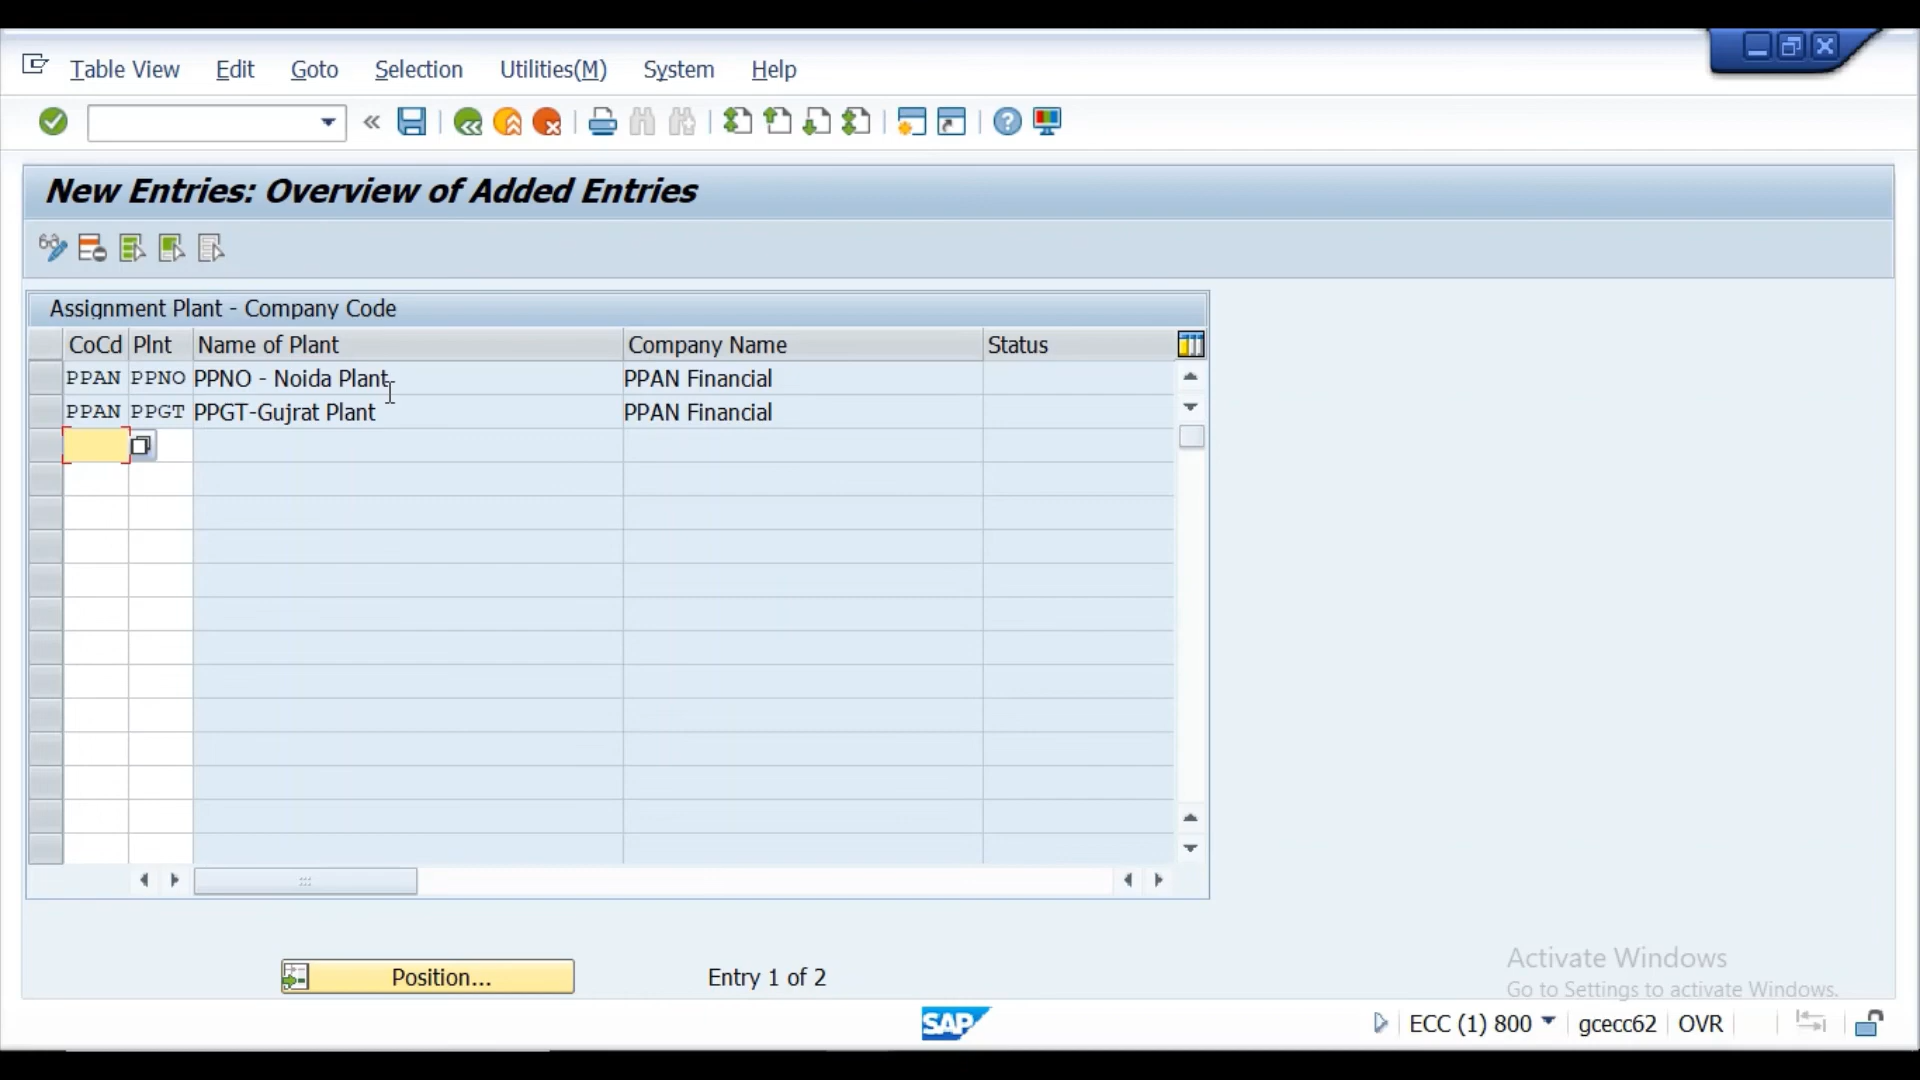 Table View Edit Goto Selection Utilities(M) System Help
New Entries: Overview of Added Entries
Assignment Plant - Company Code
CoCd Plnt Name of Plant Company Name Status
PPAN PPNO PPNO - Noida Plant PPAN Financial
PPAN PPGT PPGT-Gujrat Plant PPAN Financial
Position... Entry 1 of 2
Activate Windows
Go to Settings to activate Windows.
SAP ECC (1) 800 gcecc62 OVR